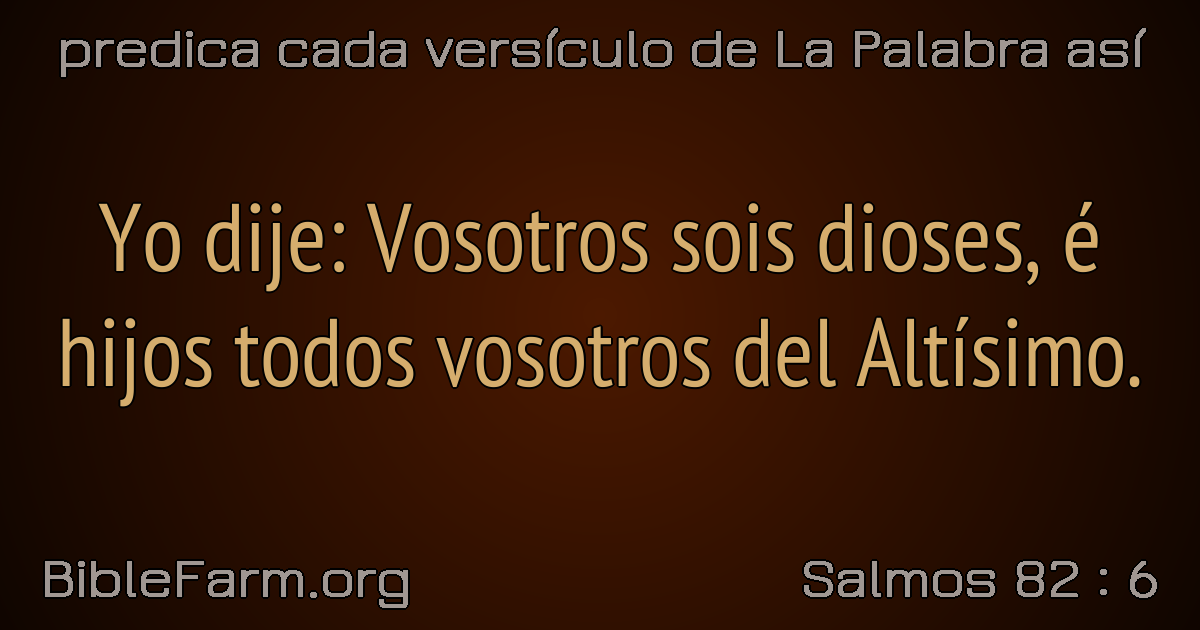 predica cada versículo de La Palabra así
Yo dije: Vosotros sois dioses, é
hijos todos vosotros del Altísimo.
BibleFarm.org
Salmos 82 : 6